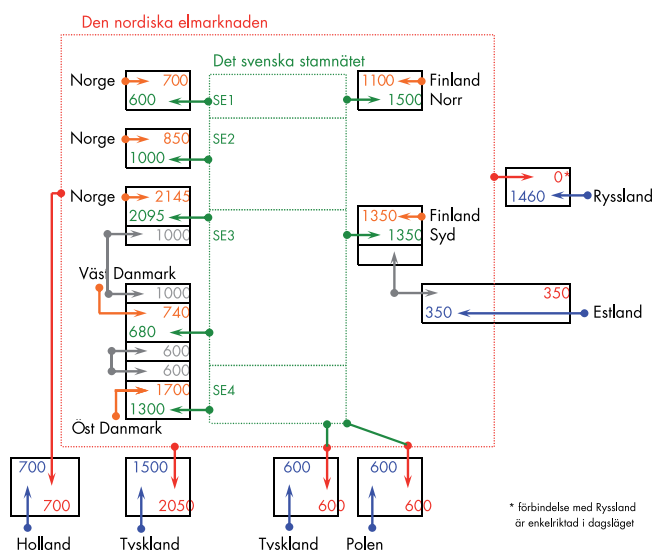 Den nordiska elmarknaden
Det svenska stamnätet
Norge
700
600
SE1
1100
Finland
1500
Norr
Norge
850
1000
SE2
0*
1460
Ryssland
Norge
2145
2095
1000
SE3
1350
Finland
1350
Syd
Väst Danmark
1000
740
680
600
600
350
350
Estland
1700
1300
SE4
Öst Danmark
700
700
Holland
1500
2050
Tyskland
600
600
Tyskland
600
600
Polen
* förbindelse med Ryssland
är enkelriktad i dagsläget